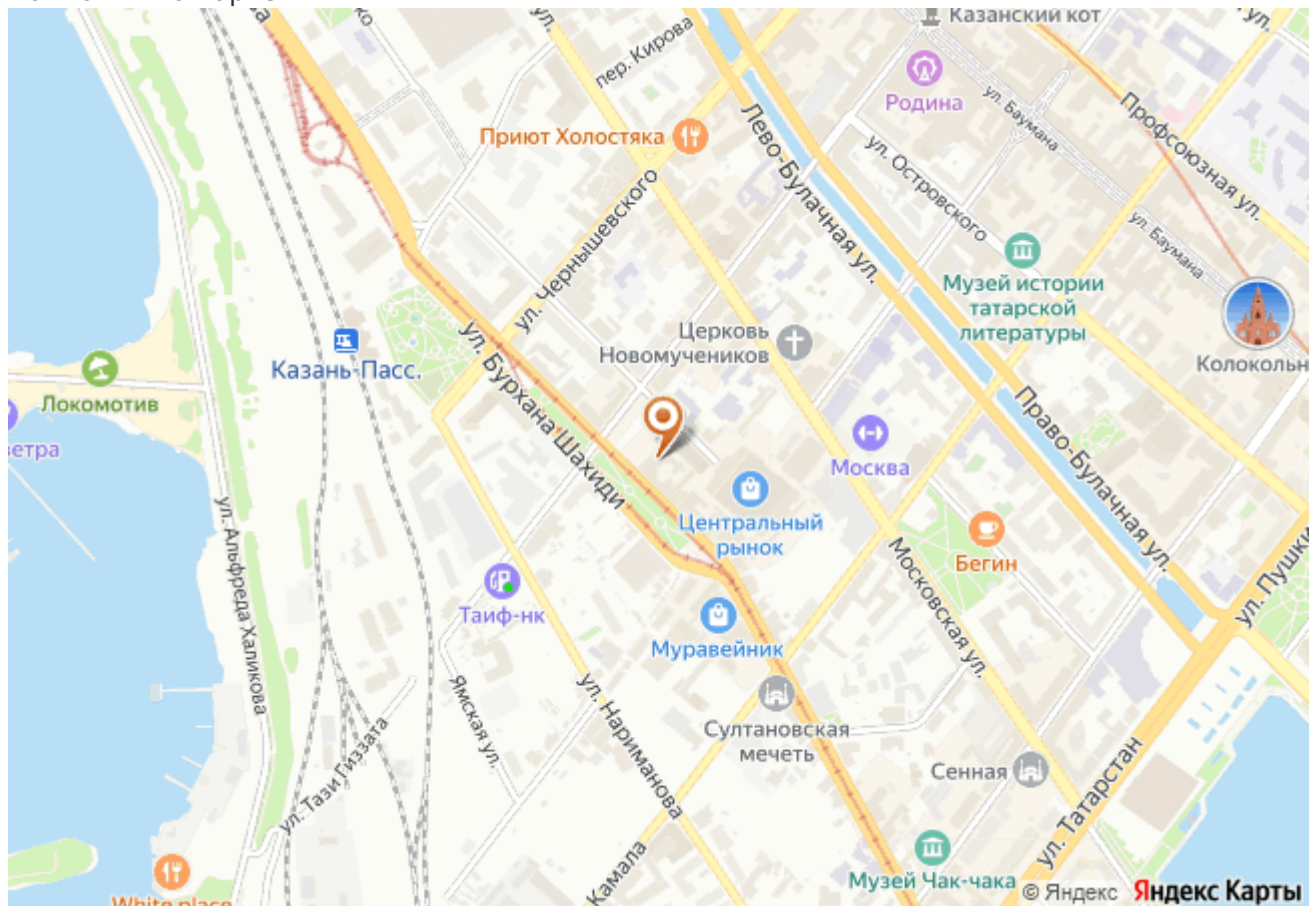 Казанский кот
пер. Кирова
Родина
ул. Баумана
Профсоюзная ул.
Приют Холостяка
Лево-Булачная ул.
ул. Островского
ул. Чернышевского
ул. Баумана
Музей истории
татарской
литературы
Церковь
Новомучеников
Казань-Пасс.
ул. Бурхана Шахиди
Колокольн
Локомотив
ветра
Москва
Право-Булачная ул.
Центральный
рынок
Бегин
ул. Пушки
ул. Альфреда Халикова
Таиф-нк
Московская ул.
Муравейник
Ямская ул.
ул. Нариманова
Султановская
мечеть
ул. Тази Гиззата
Сенная
ул. Татарстан
Камала
Музей Чак-чака
White place
© Яндекс Яндекс Карты